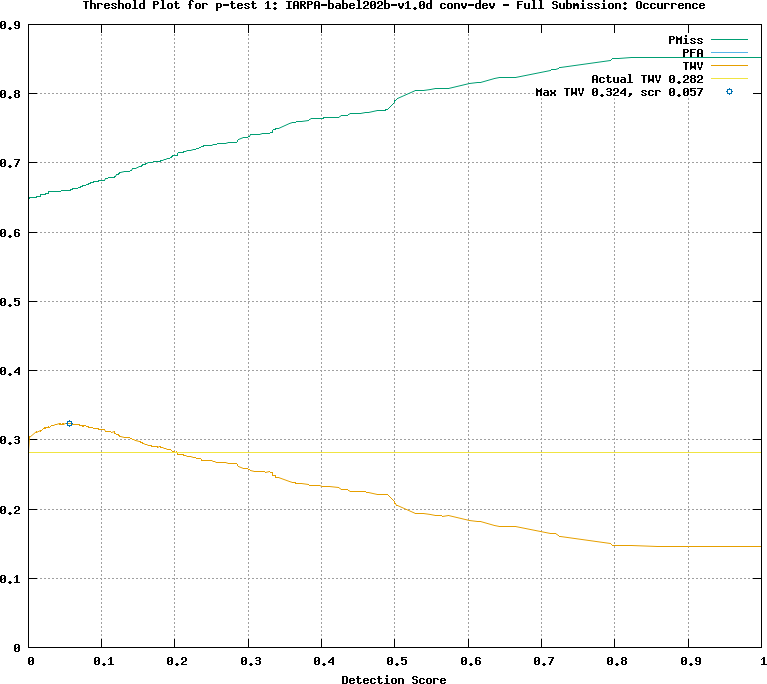 Threshold Plot for p-test 1: IARPA-babel202b-v1.0d conv-dev - Full Submission: Occurrence
0.9
0.8
0.7
0.6
0.5
0.4
0.3
0.2
0.1
0
PMiss
PFA
TWV
Actual TWV 0.282
Max TWV 0.324, scr 0.057
0 0.1 0.2 0.3 0.4 0.5 0.6 0.7 0.8 0.9 1
Detection Score